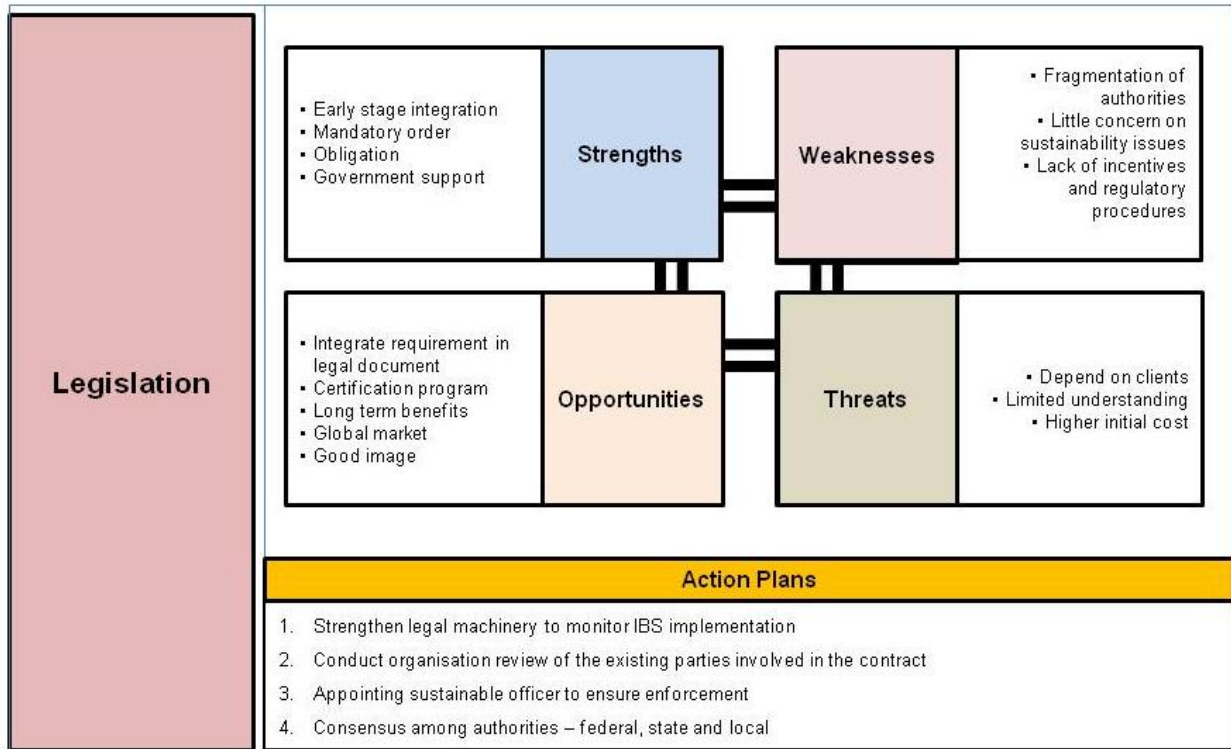 Legislation
▪ Early stage integration
▪ Mandatory order
▪ Obligation
▪ Government support
Strengths
Weaknesses
▪ Fragmentation of
authorities
▪ Little concern on
sustainability issues
▪ Lack of incentives
and regulatory
procedures
▪ Integrate requirement in
legal document
▪ Certification program
▪ Long term benefits
▪ Global market
▪ Good image
Opportunities
Threats
▪ Depend on clients
▪ Limited understanding
▪ Higher initial cost
Action Plans
1. Strengthen legal machinery to monitor IBS implementation
2. Conduct organisation review of the existing parties involved in the contract
3. Appointing sustainable officer to ensure enforcement
4. Consensus among authorities – federal, state and local